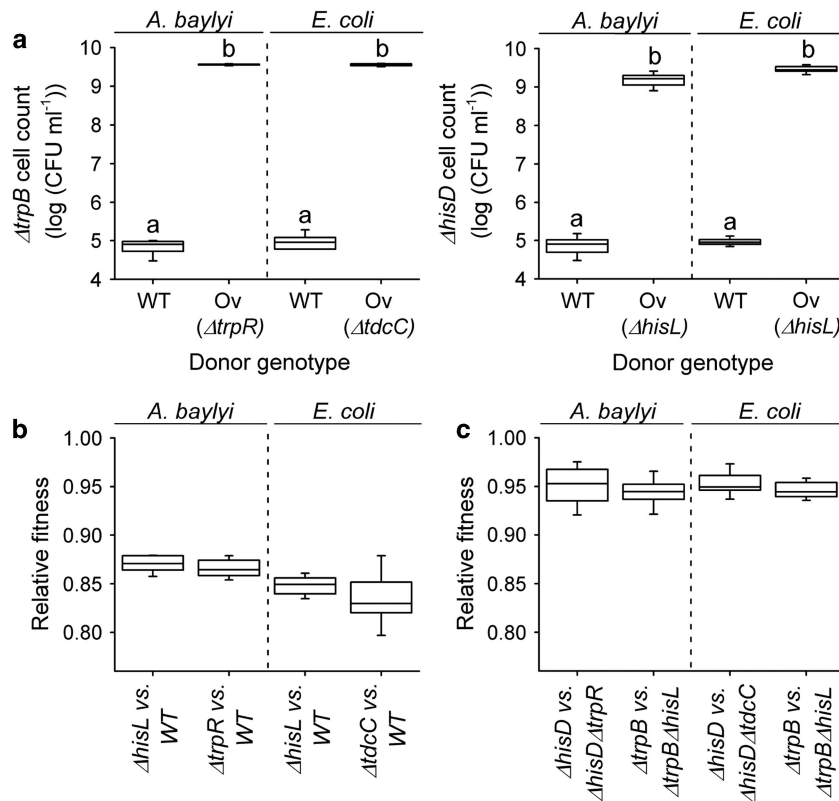 a
A. baylyi E. coli
ΔtrpB cell count
(log (CFU ml⁻¹))
10
9
8
7
6
5
4
a b a b
WT Ov WT Ov
(ΔtrpR) (ΔtdcC)
Donor genotype
A. baylyi E. coli
ΔhisD cell count
(log (CFU ml⁻¹))
10
9
8
7
6
5
4
a b a b
WT Ov WT Ov
(ΔhisL) (ΔhisL)
Donor genotype
b
A. baylyi E. coli
Relative fitness
1.00
0.95
0.90
0.85
0.80
ΔhisL vs.
WT
ΔtrpR vs.
WT
ΔhisL vs.
WT
ΔtdcC vs.
WT
c
A. baylyi E. coli
Relative fitness
1.00
0.95
0.90
0.85
0.80
ΔhisD vs.
ΔhisDΔtrpR
ΔtrpB vs.
ΔtrpBΔhisL
ΔhisD vs.
ΔhisDΔtdcC
ΔtrpB vs.
ΔtrpBΔhisL